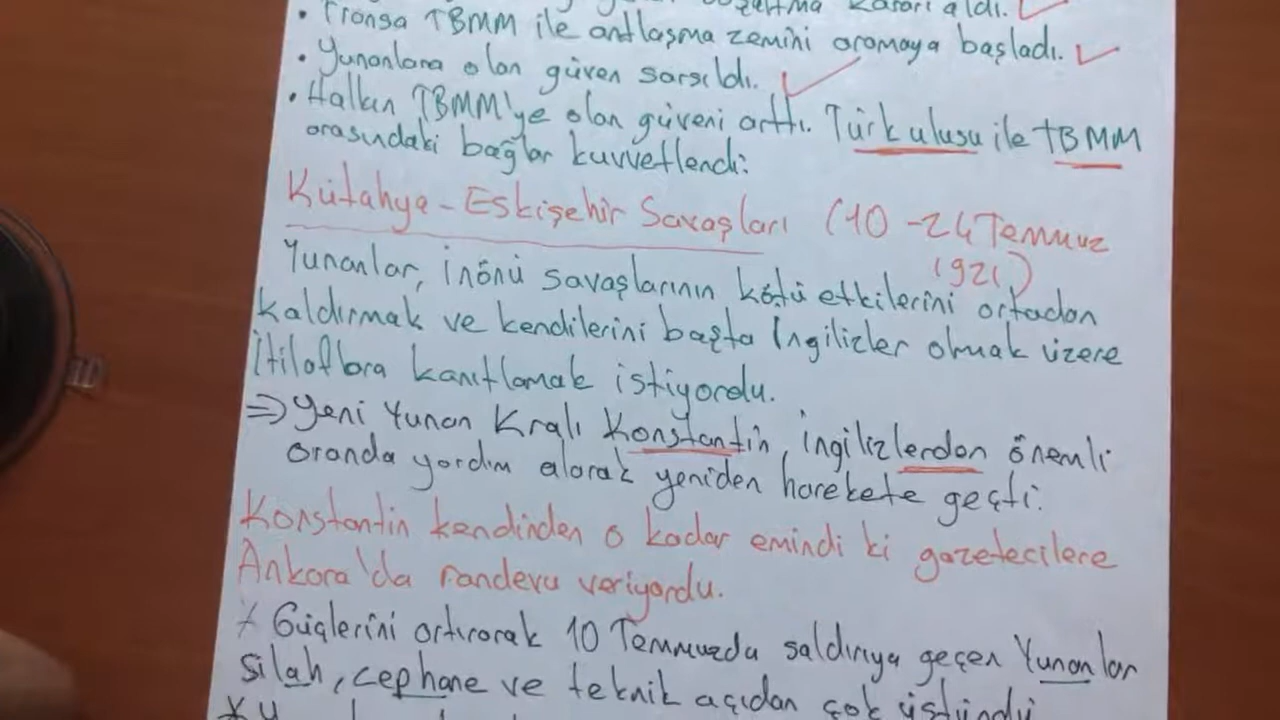 kararı aldı.
• Fransa TBMM ile antlaşma zemini aramaya başladı.
• Yunanlara olan güven sarsıldı.
• Halkın TBMM'ye olan güveni arttı. Türk ulusu ile TBMM
arasındaki bağlar kuvvetlendi.
Kütahya - Eskişehir Savaşları (10 - 24 Temmuz
1921)
Yunanlar, İnönü savaşlarının kötü etkilerini ortadan
kaldırmak ve kendilerini başta İngilizler olmak üzere
İtilaflara kanıtlamak istiyordu.
⇒ Yeni Yunan Kralı Konstantin, İngilizlerden önemli
oranda yardım alarak yeniden harekete geçti.
Konstantin kendinden o kadar emindi ki gazetecilere
Ankara'da randevu veriyordu.
* Güçlerini artırarak 10 Temmuzda saldırıya geçen Yunanlar
silah, cephane ve teknik açıdan çok üstündü